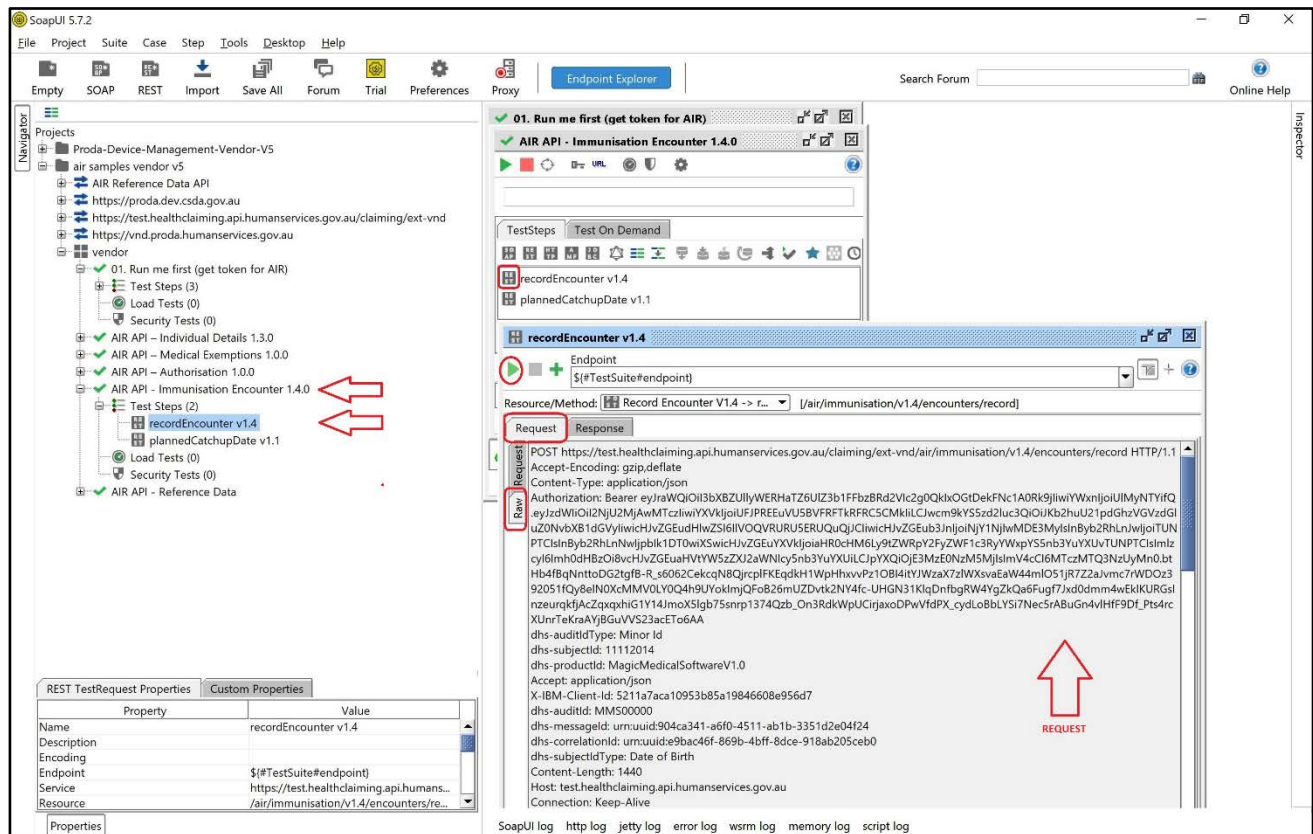 SoapUI 5.7.2
File Project Suite Case Step Tools Desktop Help
Empty SOAP REST Import Save All Forum Trial Preferences Proxy Endpoint Explorer Search Forum Online Help
Navigator
Inspector
Projects
Proda-Device-Management-Vendor-V5
air samples vendor v5
AIR Reference Data API
https://proda.dev.csda.gov.au
https://test.healthclaiming.api.humanservices.gov.au/claiming/ext-vnd
https://vnd.proda.humanservices.gov.au
vendor
01. Run me first (get token for AIR)
Test Steps (3)
Load Tests (0)
Security Tests (0)
AIR API – Individual Details 1.3.0
AIR API – Medical Exemptions 1.0.0
AIR API – Authorisation 1.0.0
AIR API - Immunisation Encounter 1.4.0
Test Steps (2)
recordEncounter v1.4
plannedCatchupDate v1.1
Load Tests (0)
Security Tests (0)
AIR API - Reference Data
REST TestRequest Properties Custom Properties
Property Value
Name recordEncounter v1.4
Description
Encoding
Endpoint ${#TestSuite#endpoint}
Service https://test.healthclaiming.api.humans...
Resource /air/immunisation/v1.4/encounters/re...
Properties
01. Run me first (get token for AIR)
AIR API - Immunisation Encounter 1.4.0
URL
TestSteps Test On Demand
recordEncounter v1.4
plannedCatchupDate v1.1
recordEncounter v1.4
Endpoint
${#TestSuite#endpoint}
Resource/Method: Record Encounter V1.4 -> r... [/air/immunisation/v1.4/encounters/record]
Request Response
Request
Raw
POST https://test.healthclaiming.api.humanservices.gov.au/claiming/ext-vnd/air/immunisation/v1.4/encounters/record HTTP/1.1
Accept-Encoding: gzip,deflate
Content-Type: application/json
Authorization: Bearer
dhs-auditIdType: Minor Id
dhs-subjectId: 11112014
dhs-productId: MagicMedicalSoftwareV1.0
Accept: application/json
X-IBM-Client-Id: 5211a7aca10953b85a19846608e956d7
dhs-auditId: MMS00000
dhs-messageId: urn:uuid:904ca341-a6f0-4511-ab1b-3351d2e04f24
dhs-correlationId: urn:uuid:e9bac46f-869b-4bff-8dce-918ab205ceb0
dhs-subjectIdType: Date of Birth
Content-Length: 1440
Host: test.healthclaiming.api.humanservices.gov.au
Connection: Keep-Alive
REQUEST
SoapUI log http log jetty log error log wsrm log memory log script log